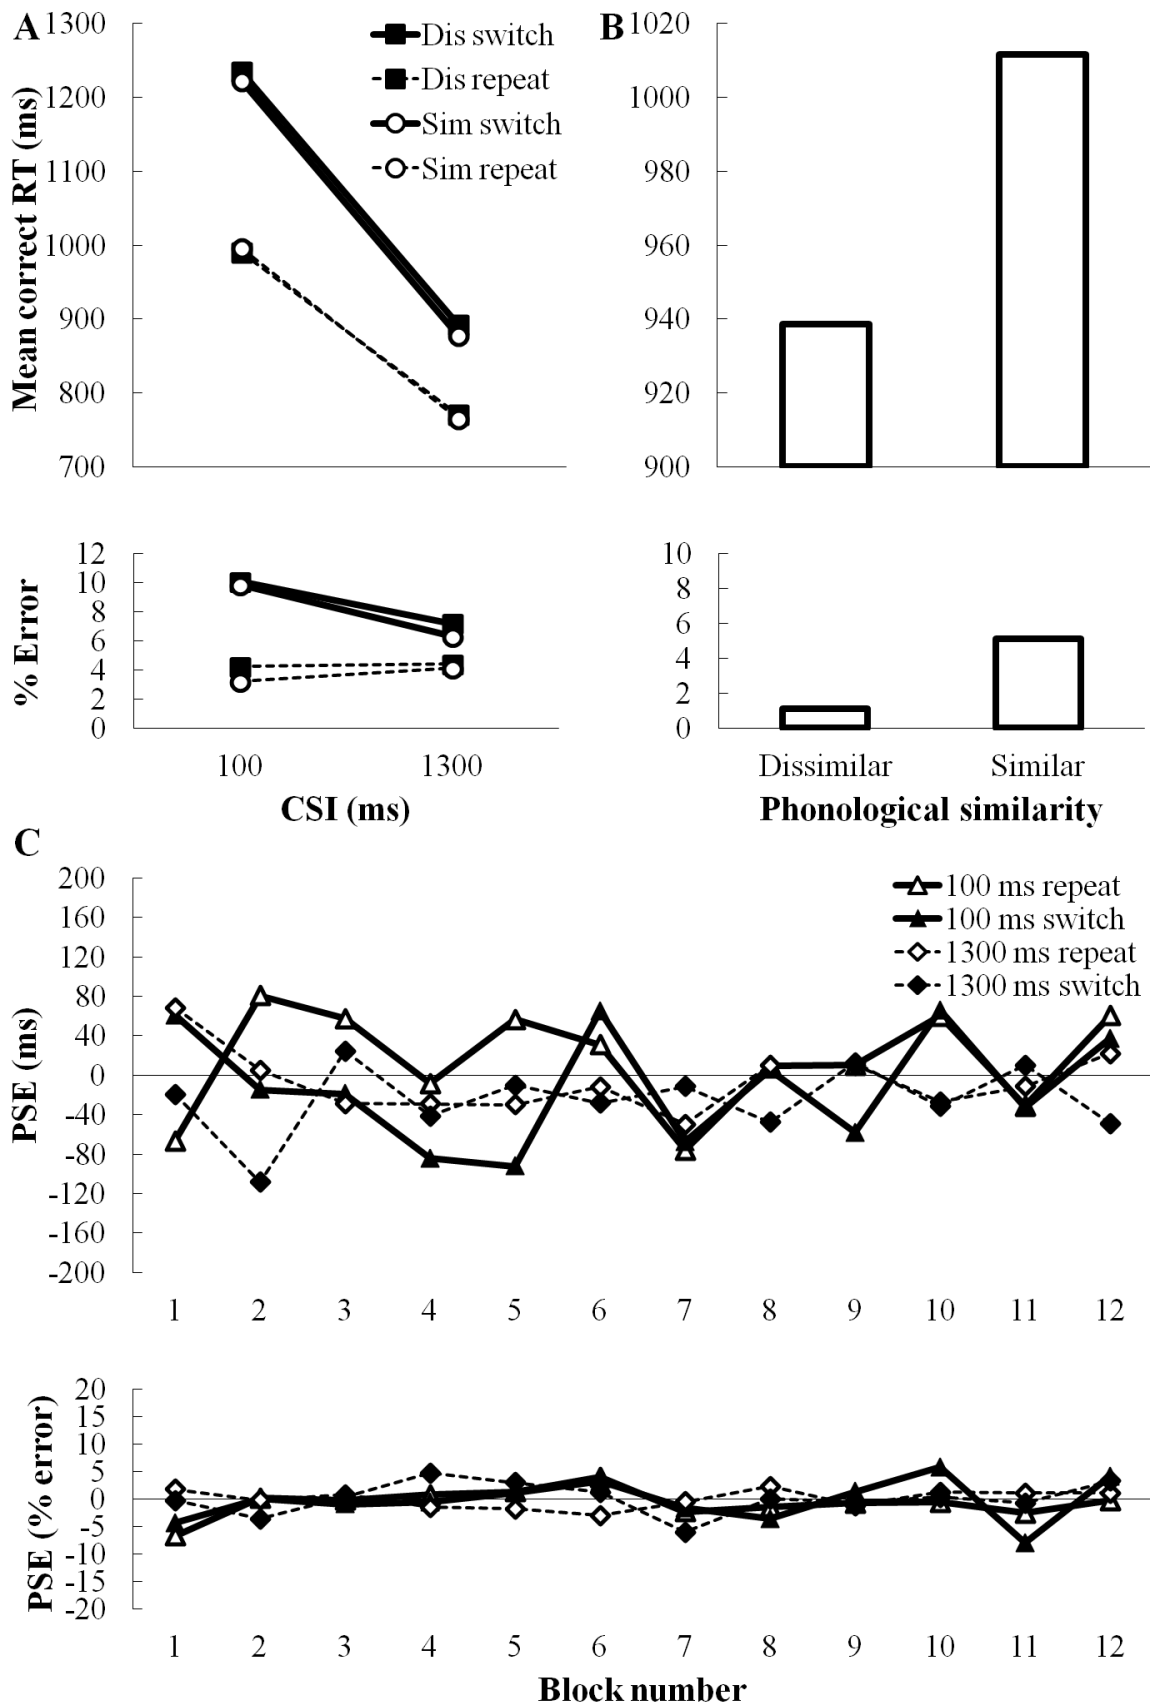 A
Mean correct RT (ms)
1300
1200
1100
1000
900
800
700
Dis switch
Dis repeat
Sim switch
Sim repeat
B
1020
1000
980
960
940
920
900
% Error
12
10
8
6
4
2
0
100 1300
CSI (ms)
10
8
6
4
2
0
Dissimilar Similar
Phonological similarity
C
PSE (ms)
200
160
120
80
40
0
-40
-80
-120
-160
-200
100 ms repeat
100 ms switch
1300 ms repeat
1300 ms switch
1 2 3 4 5 6 7 8 9 10 11 12
PSE (% error)
20
15
10
5
0
-5
-10
-15
-20
1 2 3 4 5 6 7 8 9 10 11 12
Block number